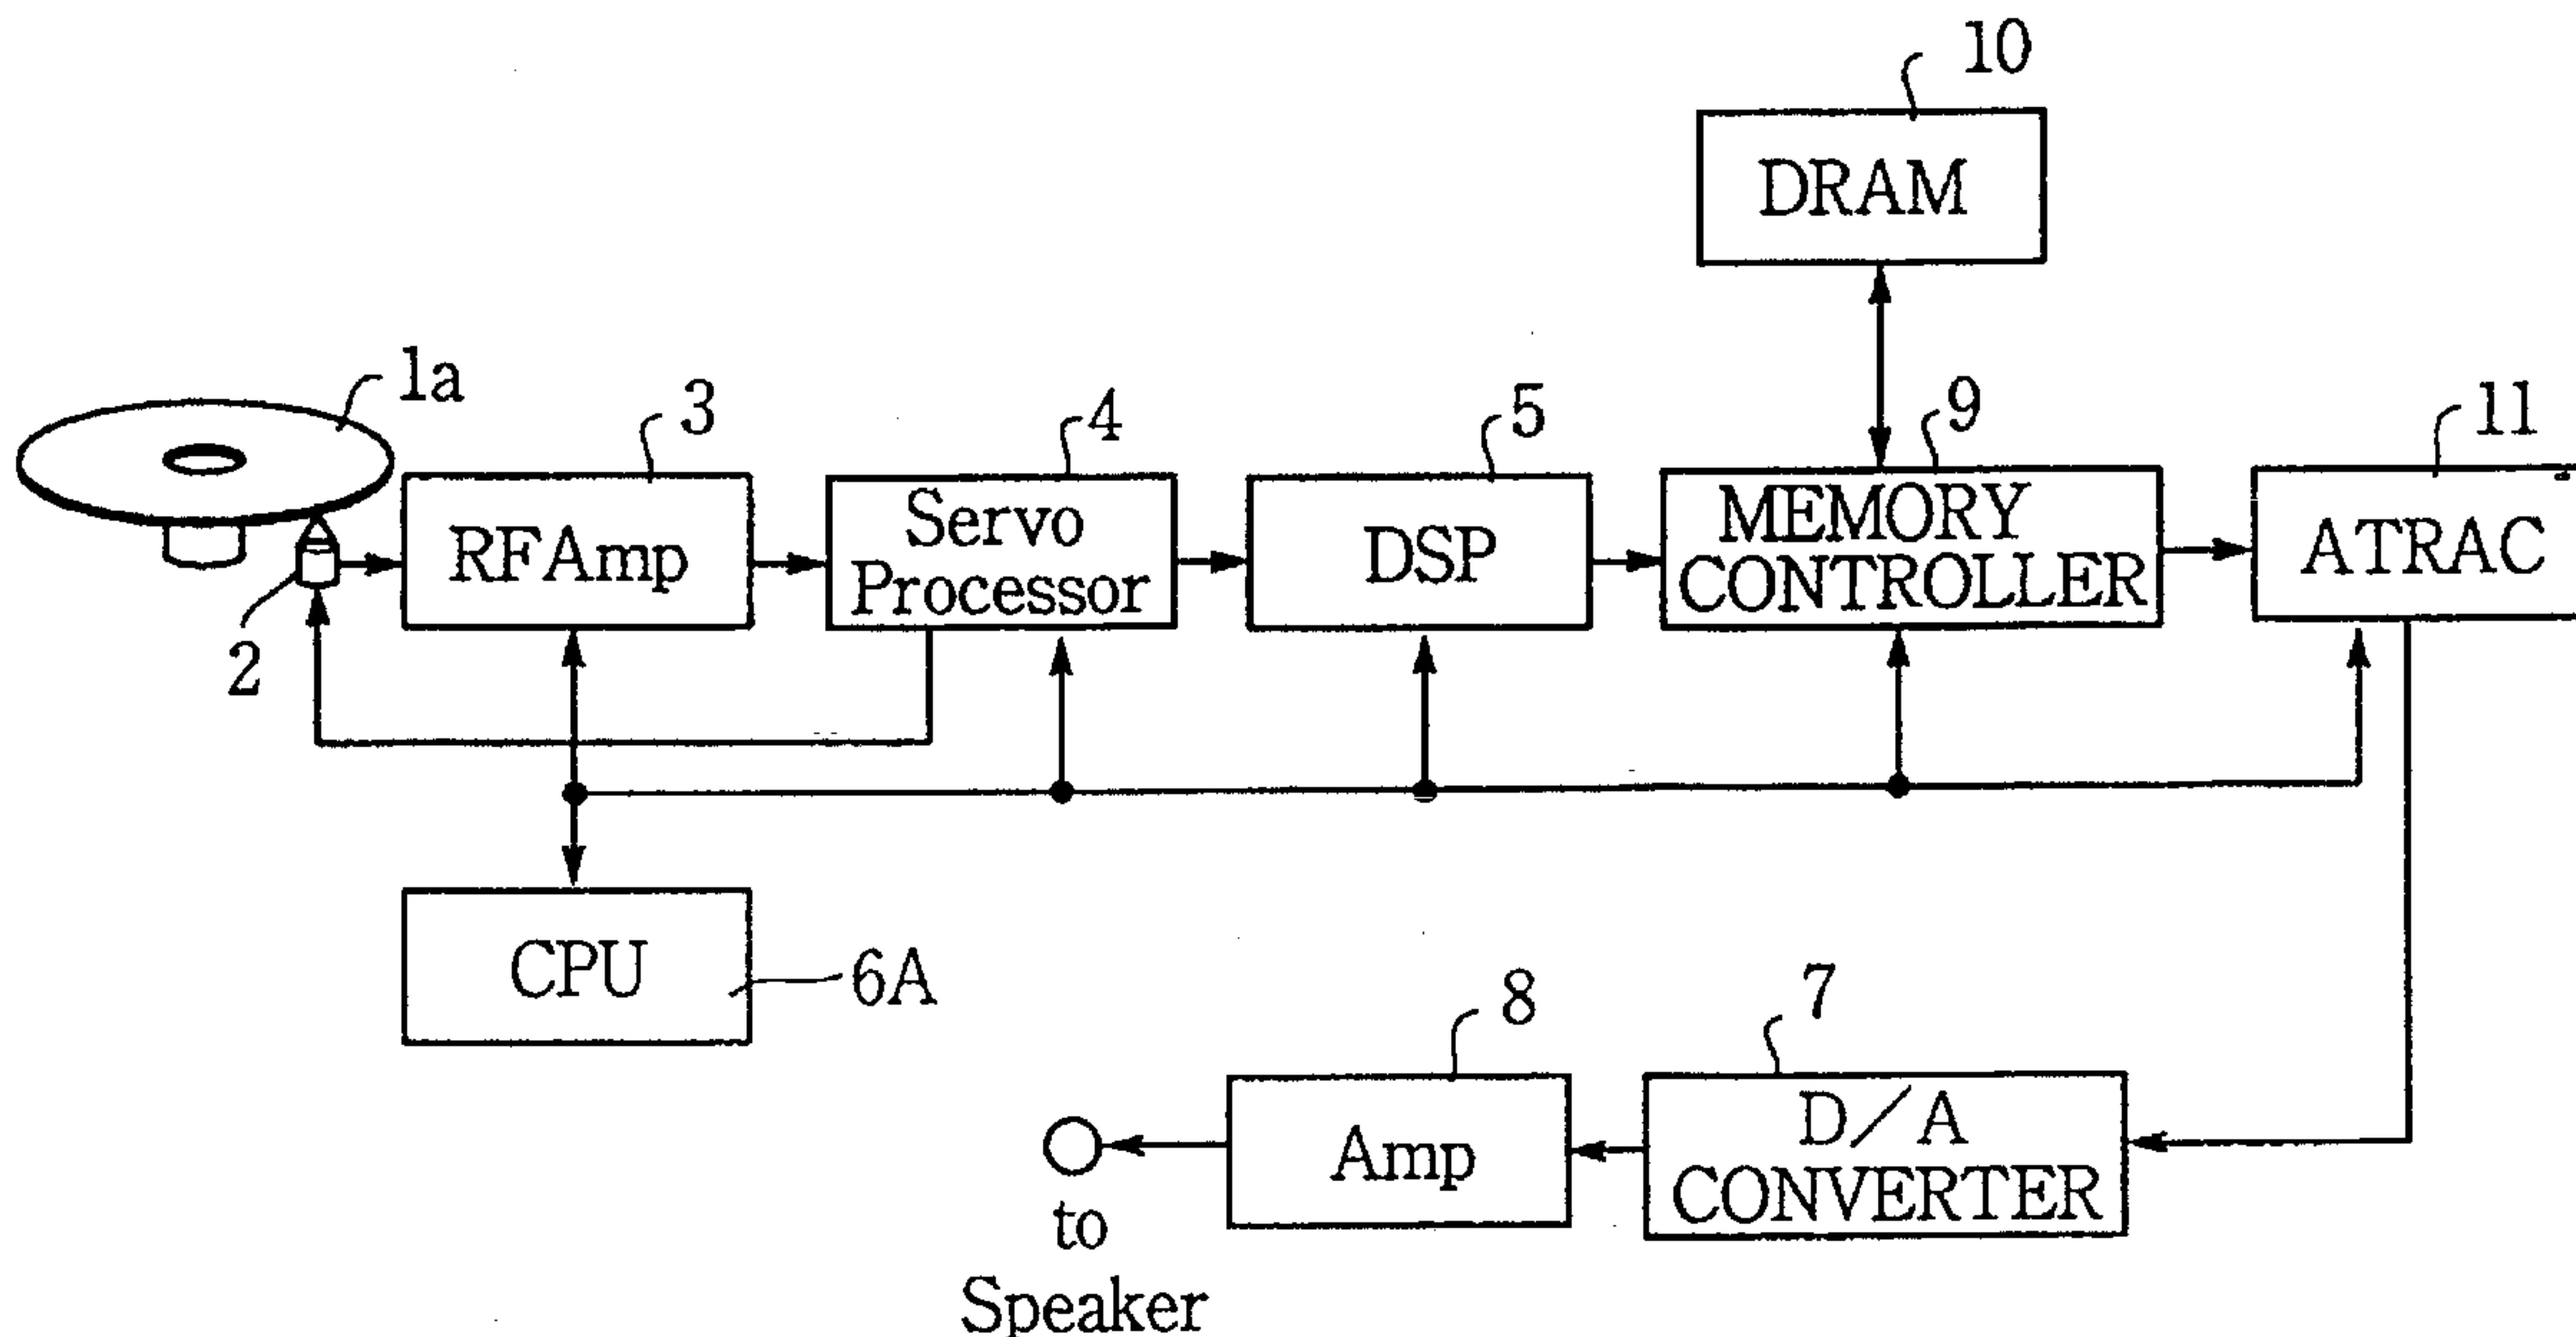 10
DRAM
1a
3
4
5
9
11
RFAmp
Servo
Processor
DSP
MEMORY
CONTROLLER
ATRAC
2
CPU
6A
8
7
Amp
D/A
CONVERTER
to
Speaker